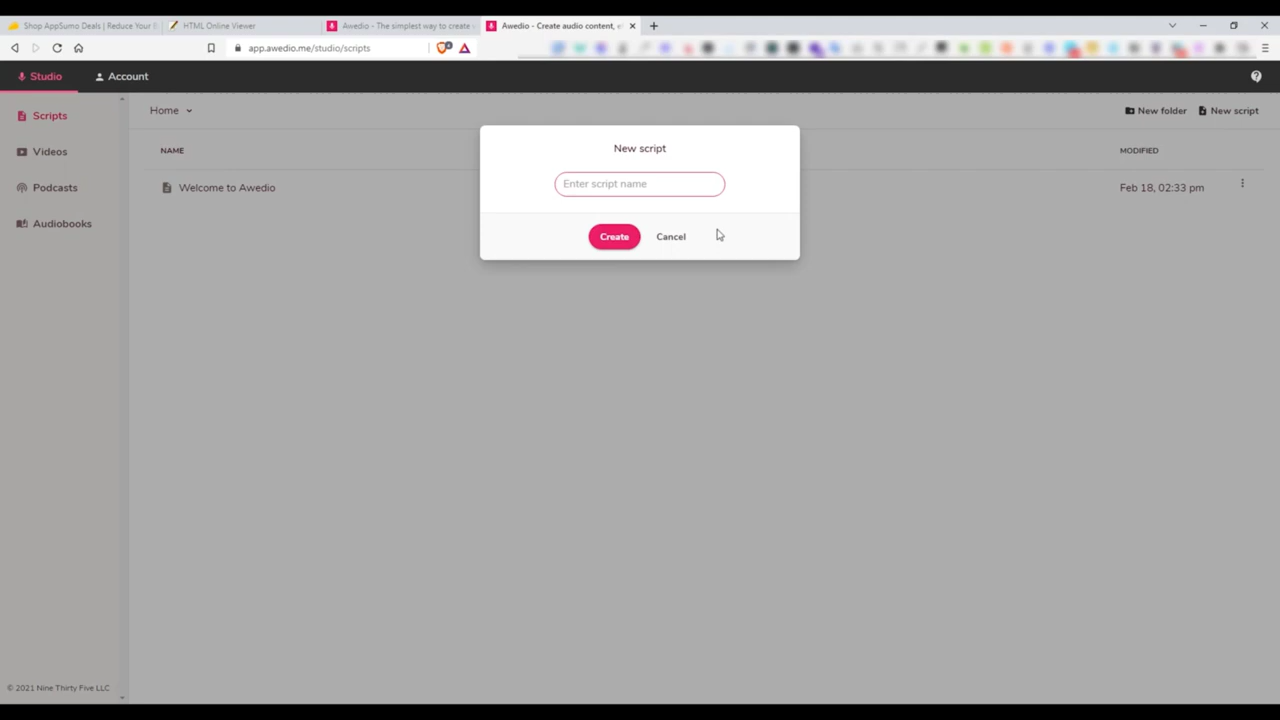 Shop AppSumo Deals | Reduce Your S
HTML Online Viewer
Awedio - The simplest way to create
Awedio - Create audio content, e
app.awedio.me/studio/scripts
Studio
Account
Scripts
Videos
Podcasts
Audiobooks
Home
New folder
New script
NAME
MODIFIED
Welcome to Awedio
Feb 18, 02:33 pm
New script
Enter script name
Create
Cancel
© 2021 Nine Thirty Five LLC